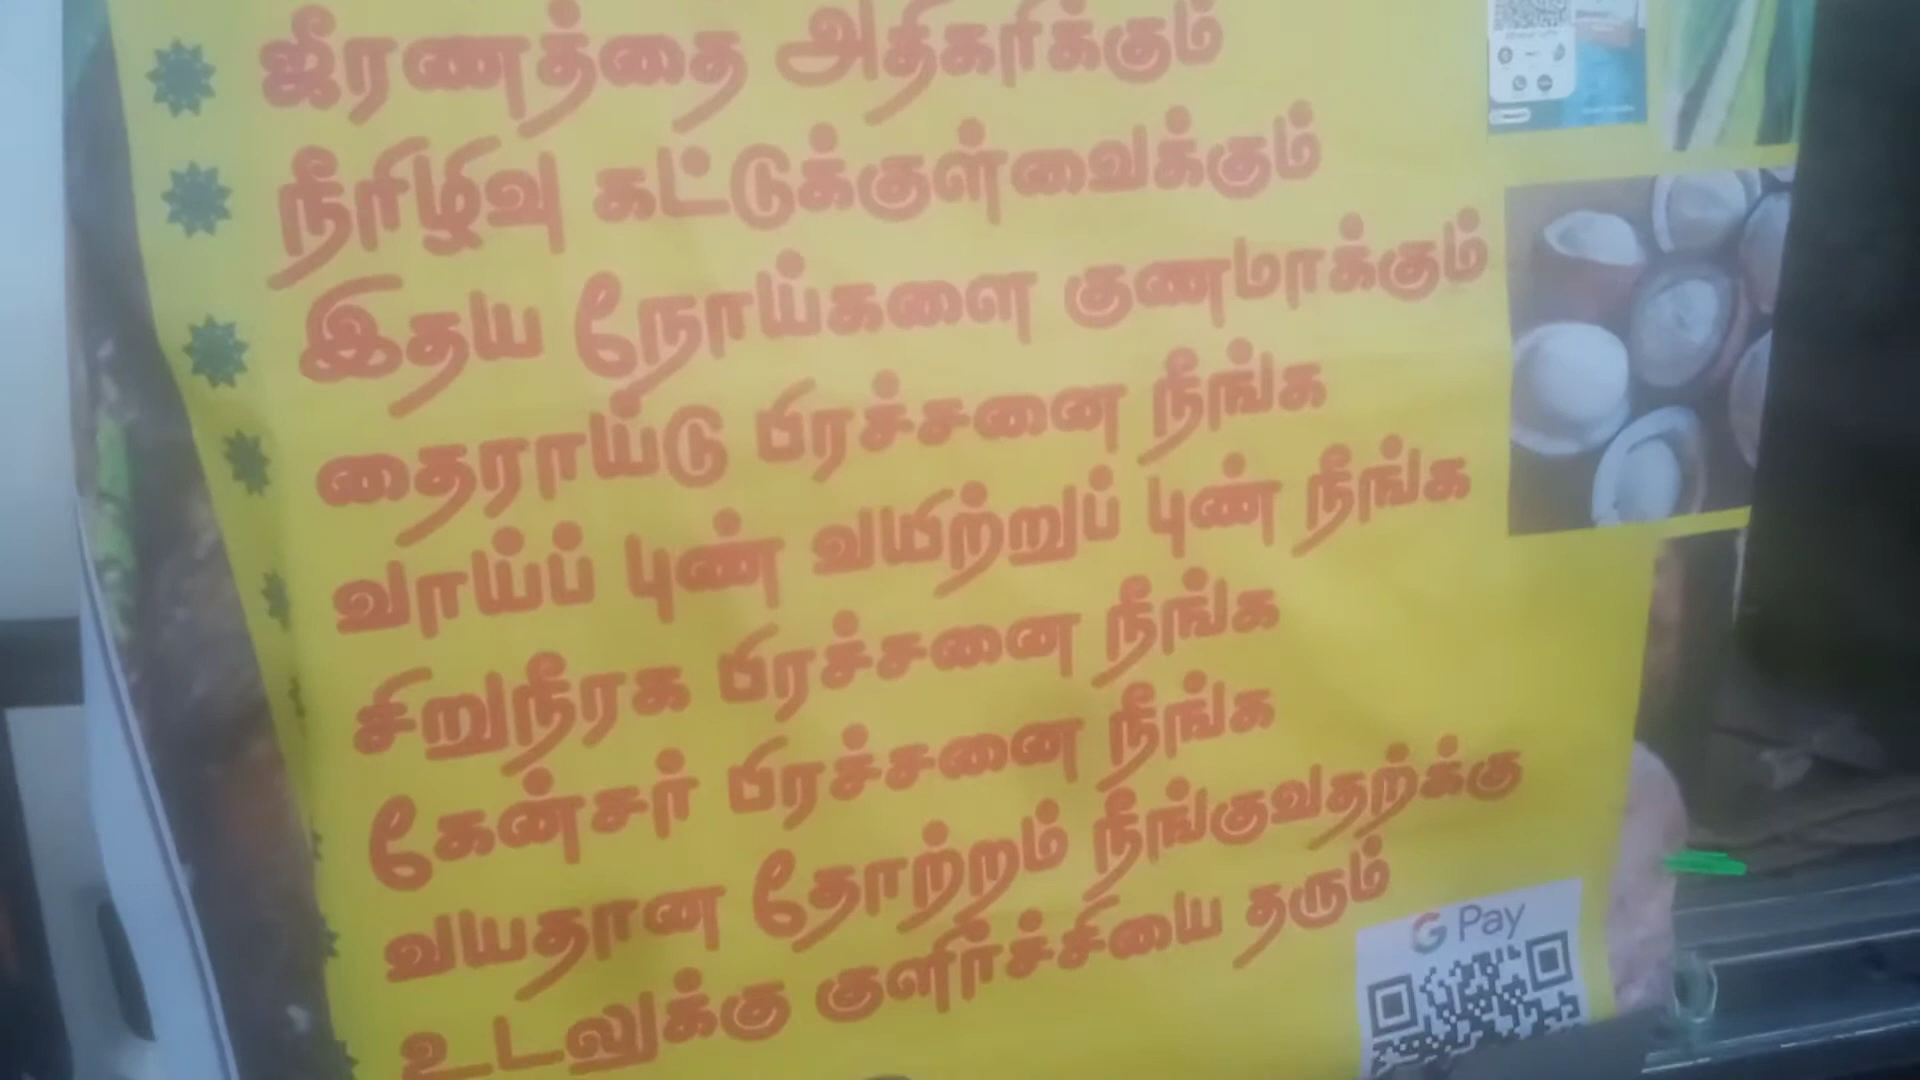 ஜீரணத்தை அதிகரிக்கும்
நீரிழிவு கட்டுக்குள்வைக்கும்
இதய நோய்களை குணமாக்கும்
தைராய்டு பிரச்சனை நீங்க
வாய்ப் புண் வயிற்றுப் புண் நீங்க
சிறுநீரக பிரச்சனை நீங்க
கேன்சர் பிரச்சனை நீங்க
வயதான தோற்றம் நீங்குவதற்க்கு
உடலுக்கு குளிர்ச்சியை தரும்
G Pay